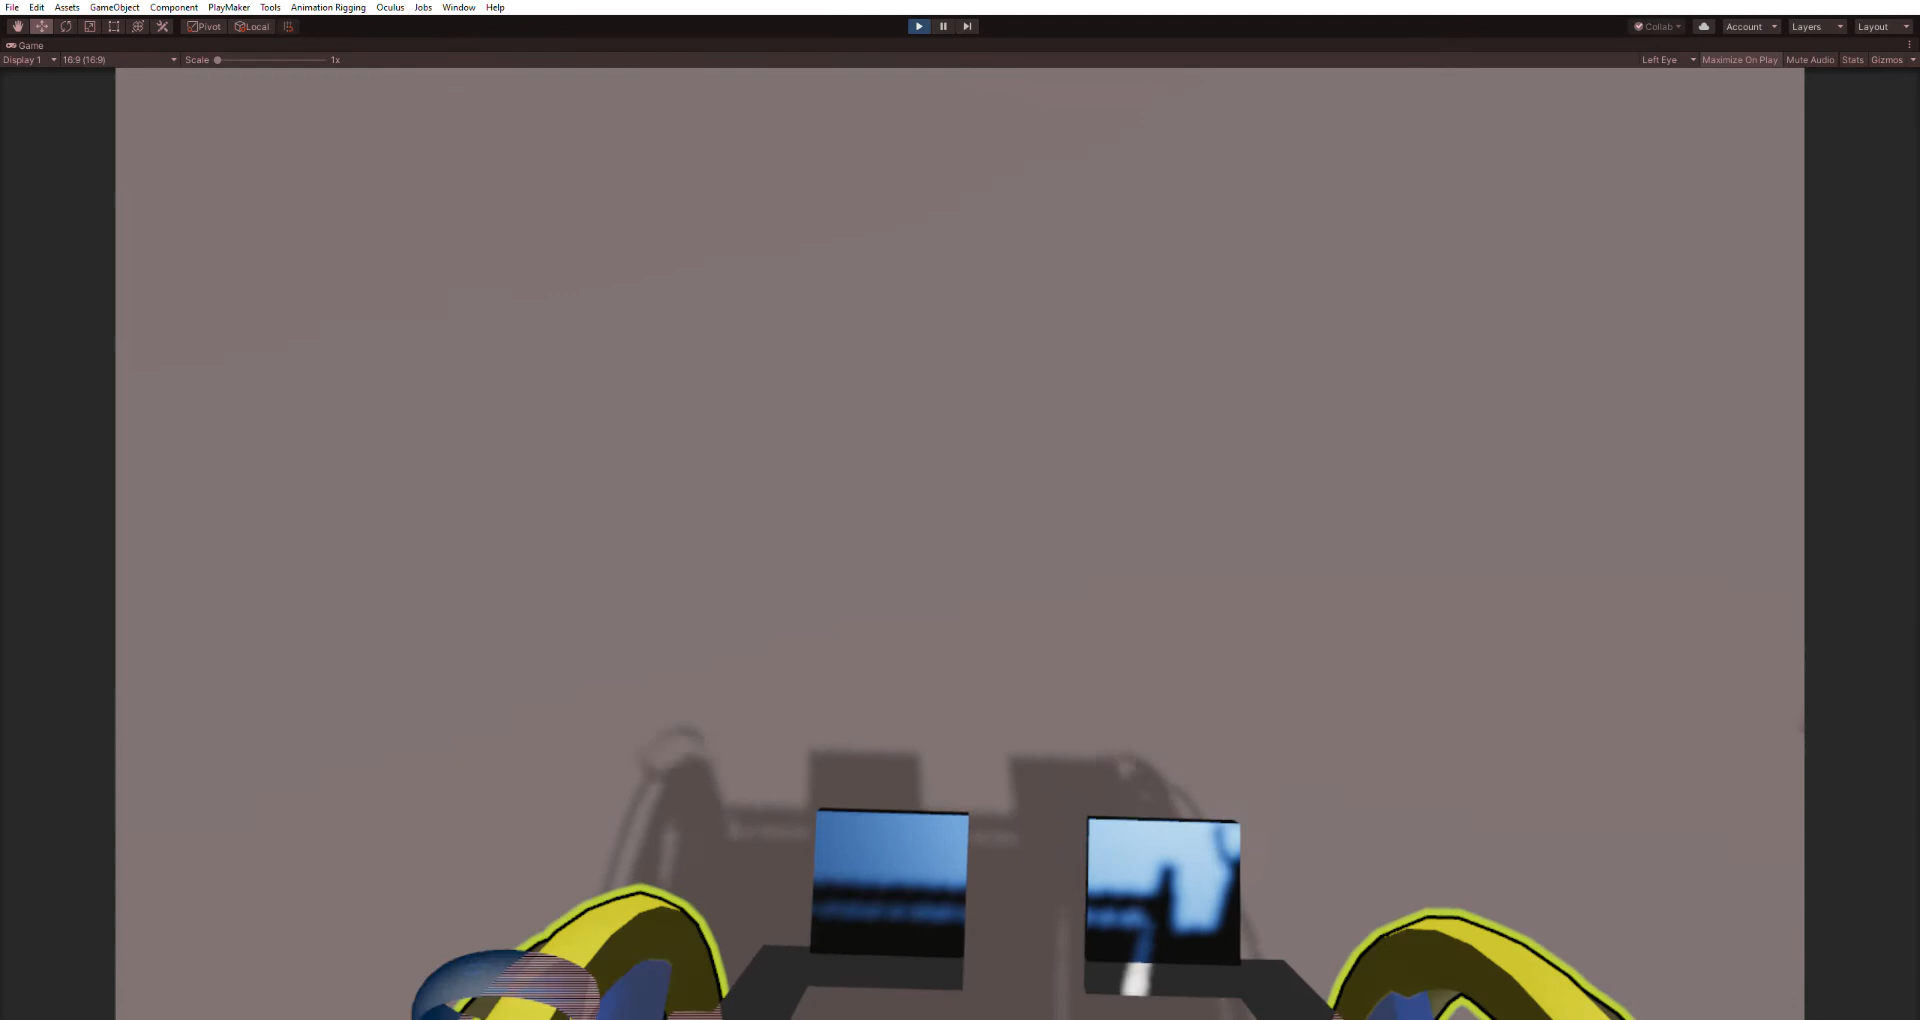 File Edit Assets GameObject Component PlayMaker Tools Animation Rigging Oculus Jobs Window Help
Pivot Local Collab Account Layers Layout
Game
Display 1 16:9 (16:9) Scale 1x Left Eye Maximize On Play Mute Audio Stats Gizmos